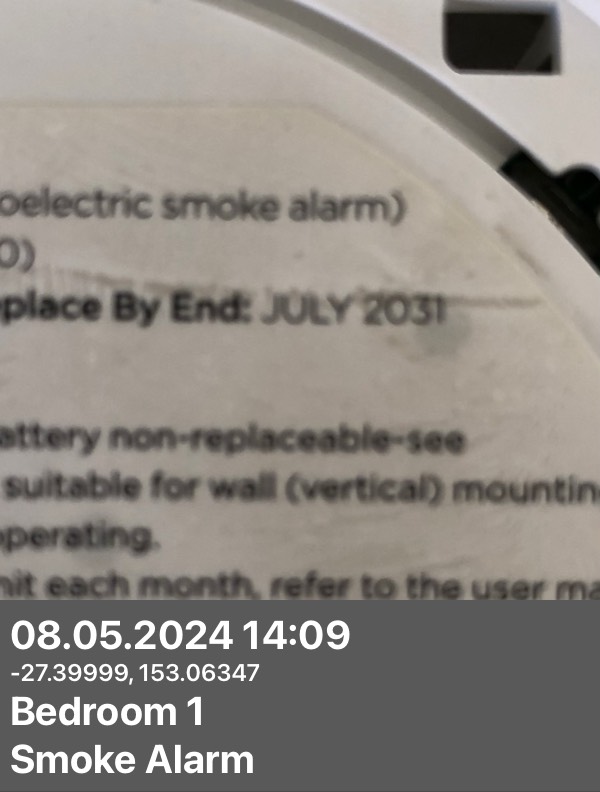 oelectric smoke alarm)
0)
place By End: JULY 2031
attery non-replaceable-see
suitable for wall (vertical) mountin
perating.
nit each month, refer to the user ma
08.05.2024 14:09
-27.39999, 153.06347
Bedroom 1
Smoke Alarm